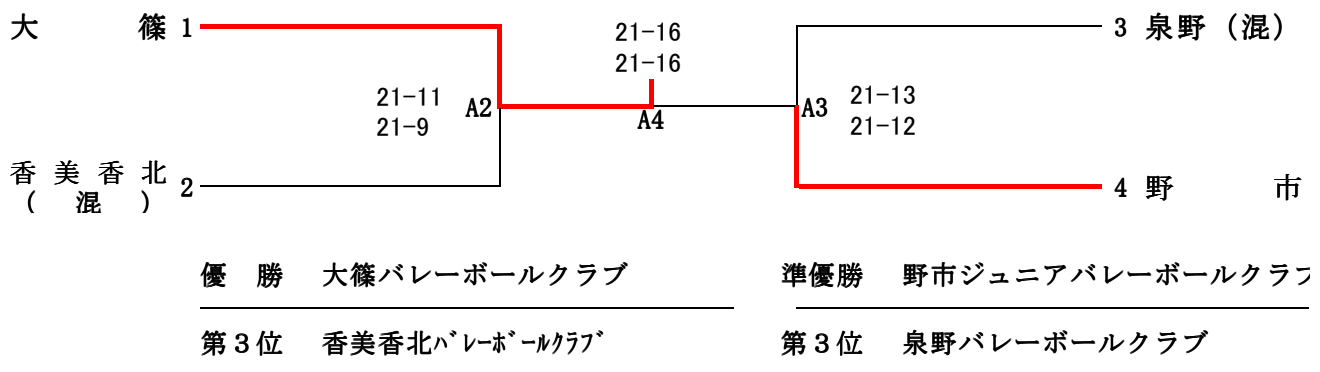 大篠 1
21-16
21-16
3 泉野（混）
21-11
21-9
A2
A4
A3
21-13
21-12
香美香北
（混）
2
4 野市
優勝 大篠バレーボールクラブ
準優勝 野市ジュニアバレーボールクラブ
第３位 香美香北ﾊﾞﾚｰﾎﾞｰﾙｸﾗﾌﾞ
第３位 泉野バレーボールクラブ